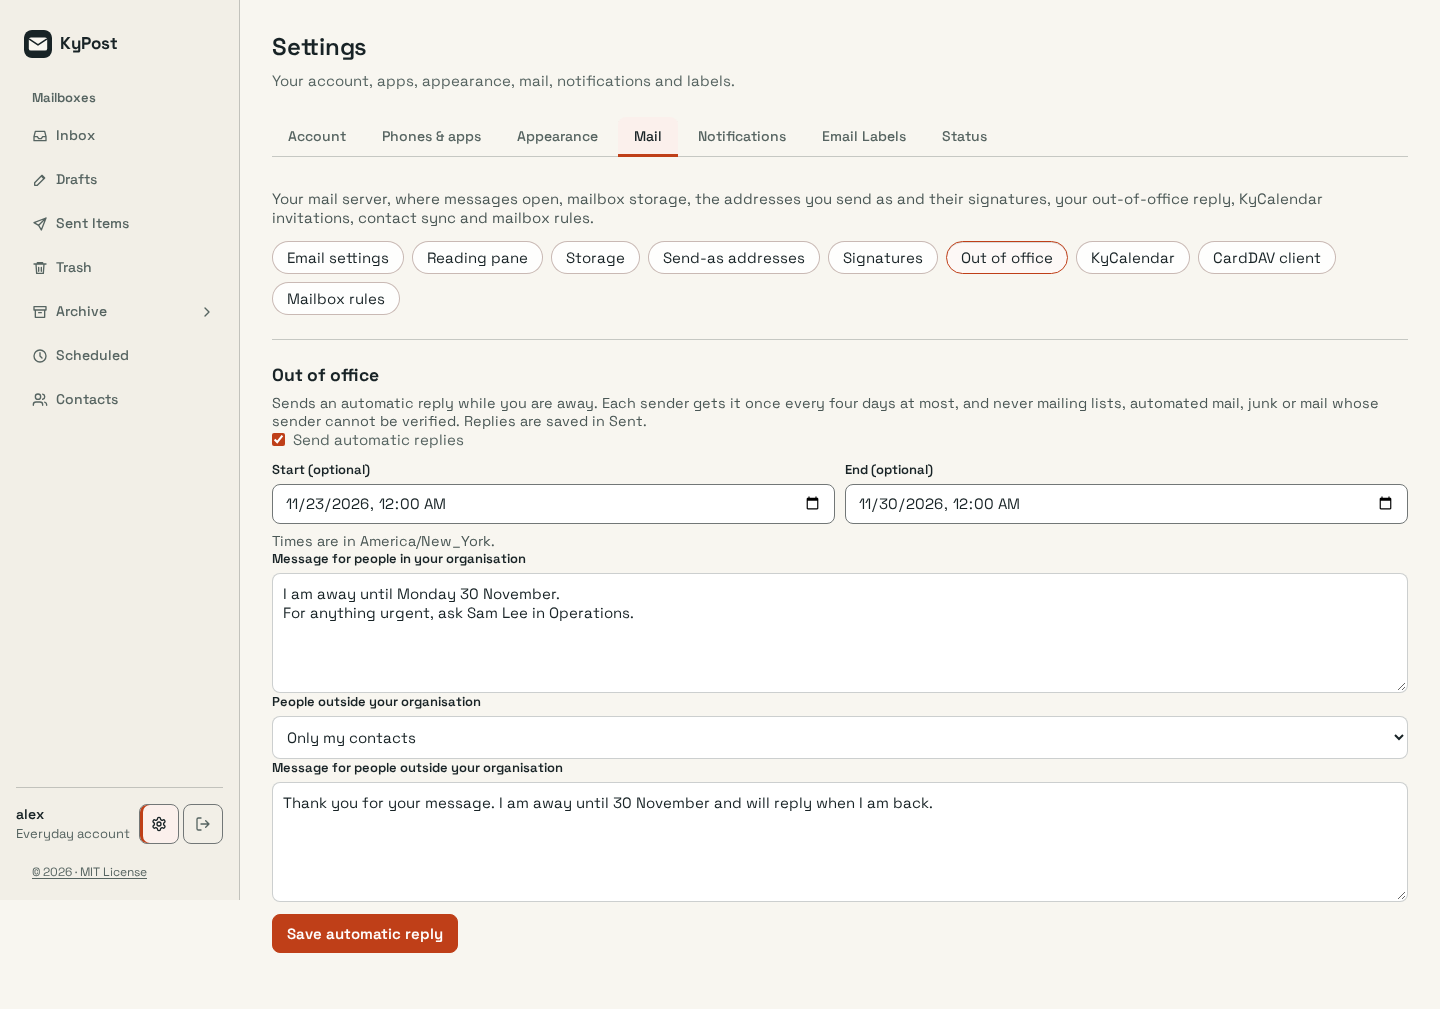 KyPost
Mailboxes
Inbox
Drafts
Sent Items
Trash
Archive
Scheduled
Contacts
alex
Everyday account
© 2026 · MIT License
Settings
Your account, apps, appearance, mail, notifications and labels.
Account
Phones & apps
Appearance
Mail
Notifications
Email Labels
Status
Your mail server, where messages open, mailbox storage, the addresses you send as and their signatures, your out-of-office reply, KyCalendar
invitations, contact sync and mailbox rules.
Email settings
Reading pane
Storage
Send-as addresses
Signatures
Out of office
KyCalendar
CardDAV client
Mailbox rules
Out of office
Sends an automatic reply while you are away. Each sender gets it once every four days at most, and never mailing lists, automated mail, junk or mail whose
sender cannot be verified. Replies are saved in Sent.
Send automatic replies
Start (optional)
11/23/2026, 12:00 AM
End (optional)
11/30/2026, 12:00 AM
Times are in America/New_York.
Message for people in your organisation
I am away until Monday 30 November.
For anything urgent, ask Sam Lee in Operations.
People outside your organisation
Only my contacts
Message for people outside your organisation
Thank you for your message. I am away until 30 November and will reply when I am back.
Save automatic reply